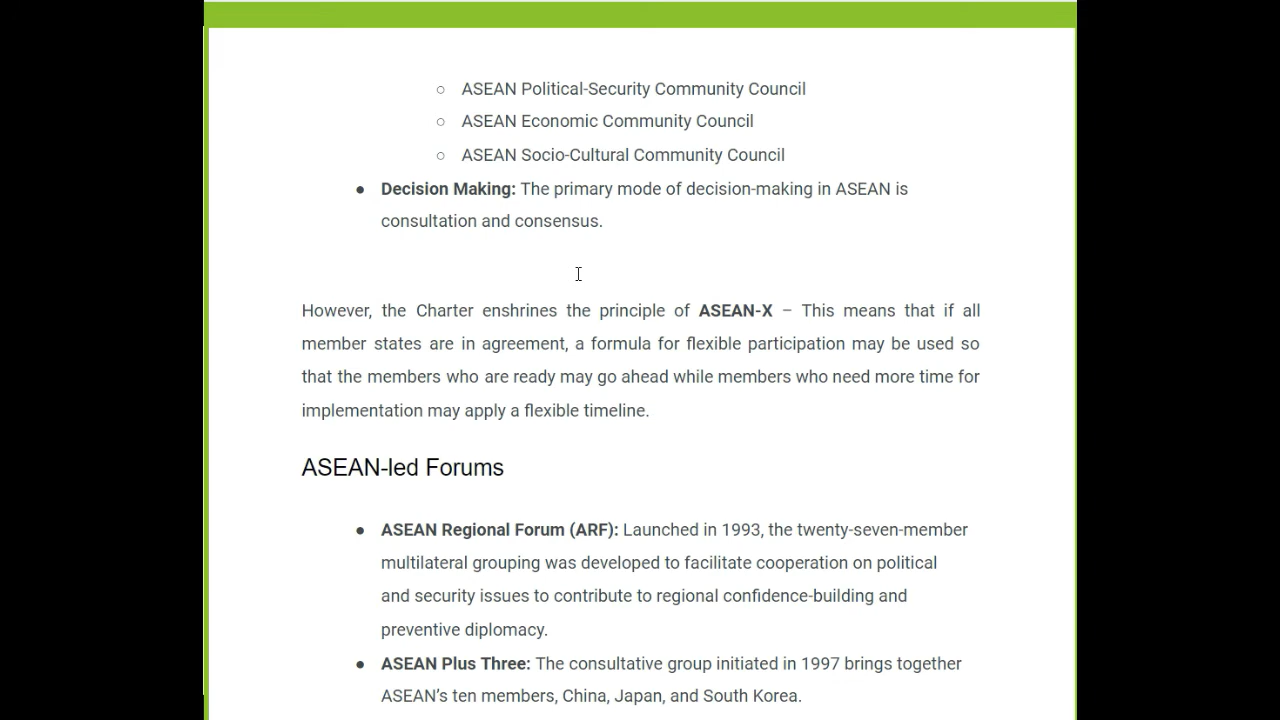 ○ ASEAN Political-Security Community Council
○ ASEAN Economic Community Council
○ ASEAN Socio-Cultural Community Council
● Decision Making: The primary mode of decision-making in ASEAN is
consultation and consensus.
However, the Charter enshrines the principle of ASEAN-X – This means that if all
member states are in agreement, a formula for flexible participation may be used so
that the members who are ready may go ahead while members who need more time for
implementation may apply a flexible timeline.
ASEAN-led Forums
● ASEAN Regional Forum (ARF): Launched in 1993, the twenty-seven-member
multilateral grouping was developed to facilitate cooperation on political
and security issues to contribute to regional confidence-building and
preventive diplomacy.
● ASEAN Plus Three: The consultative group initiated in 1997 brings together
ASEAN’s ten members, China, Japan, and South Korea.